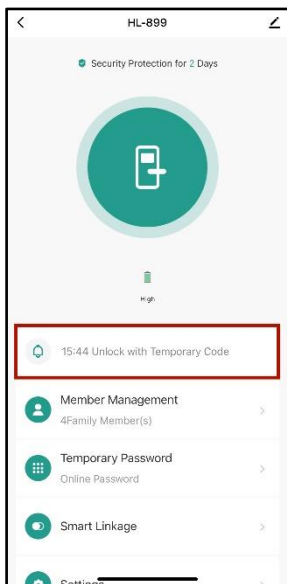 HL-899
Security Protection for 2 Days
High
15:44 Unlock with Temporary Code
Member Management
4Family Member(s)
Temporary Password
Online Password
Smart Linkage
Settings